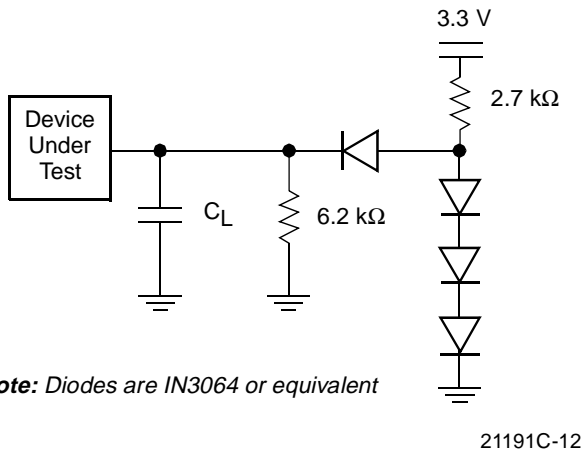 3.3 V
2.7 kΩ
Device
Under
Test
CL
6.2 kΩ
ote: Diodes are IN3064 or equivalent
21191C-12